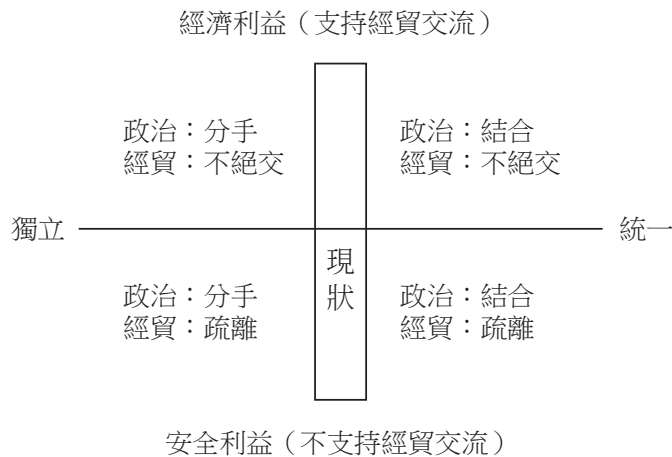 經濟利益（支持經貿交流）
政治：分手
經貿：不絕交
政治：結合
經貿：不絕交
獨立
統一
現
狀
政治：分手
經貿：疏離
政治：結合
經貿：疏離
安全利益（不支持經貿交流）